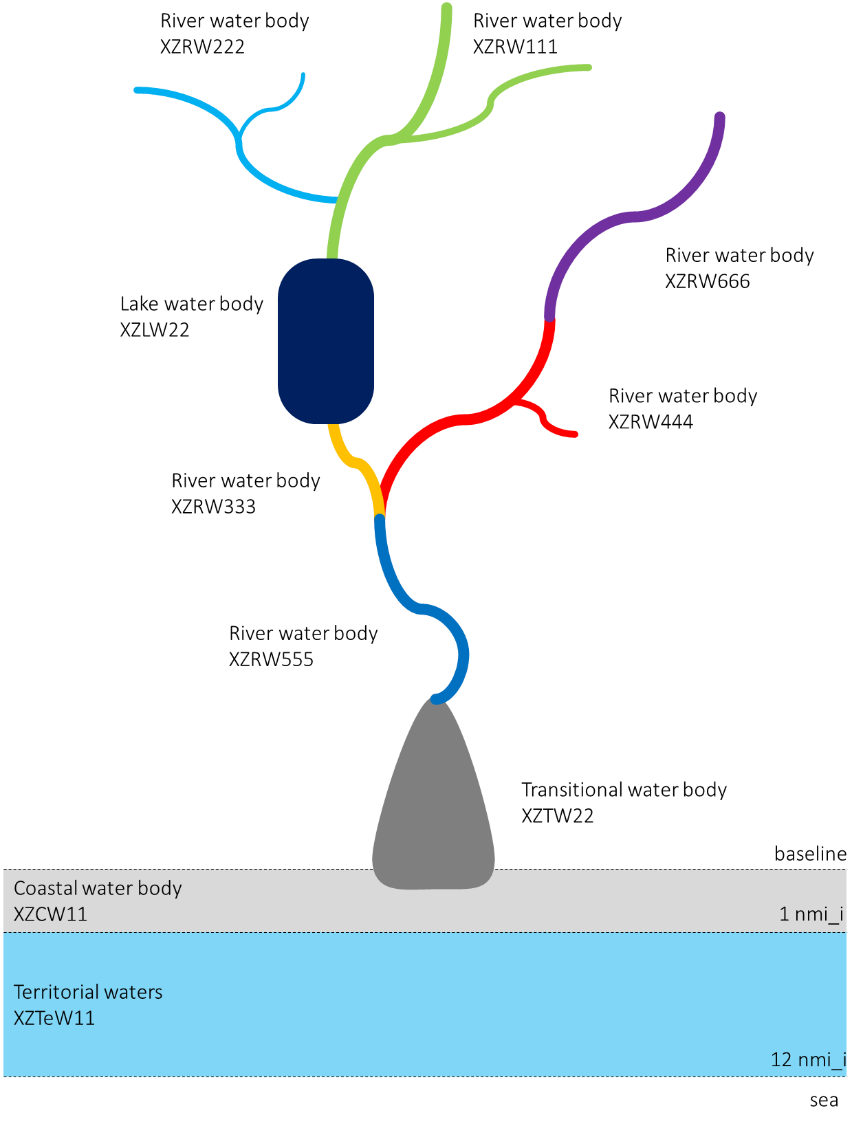 River water body
XZRW222
River water body
XZRW111
River water body
XZRW666
Lake water body
XZLW22
River water body
XZRW444
River water body
XZRW333
River water body
XZRW555
Transitional water body
XZTW22
baseline
Coastal water body
XZCW11
1 nmi_i
Territorial waters
XZTeW11
12 nmi_i
sea